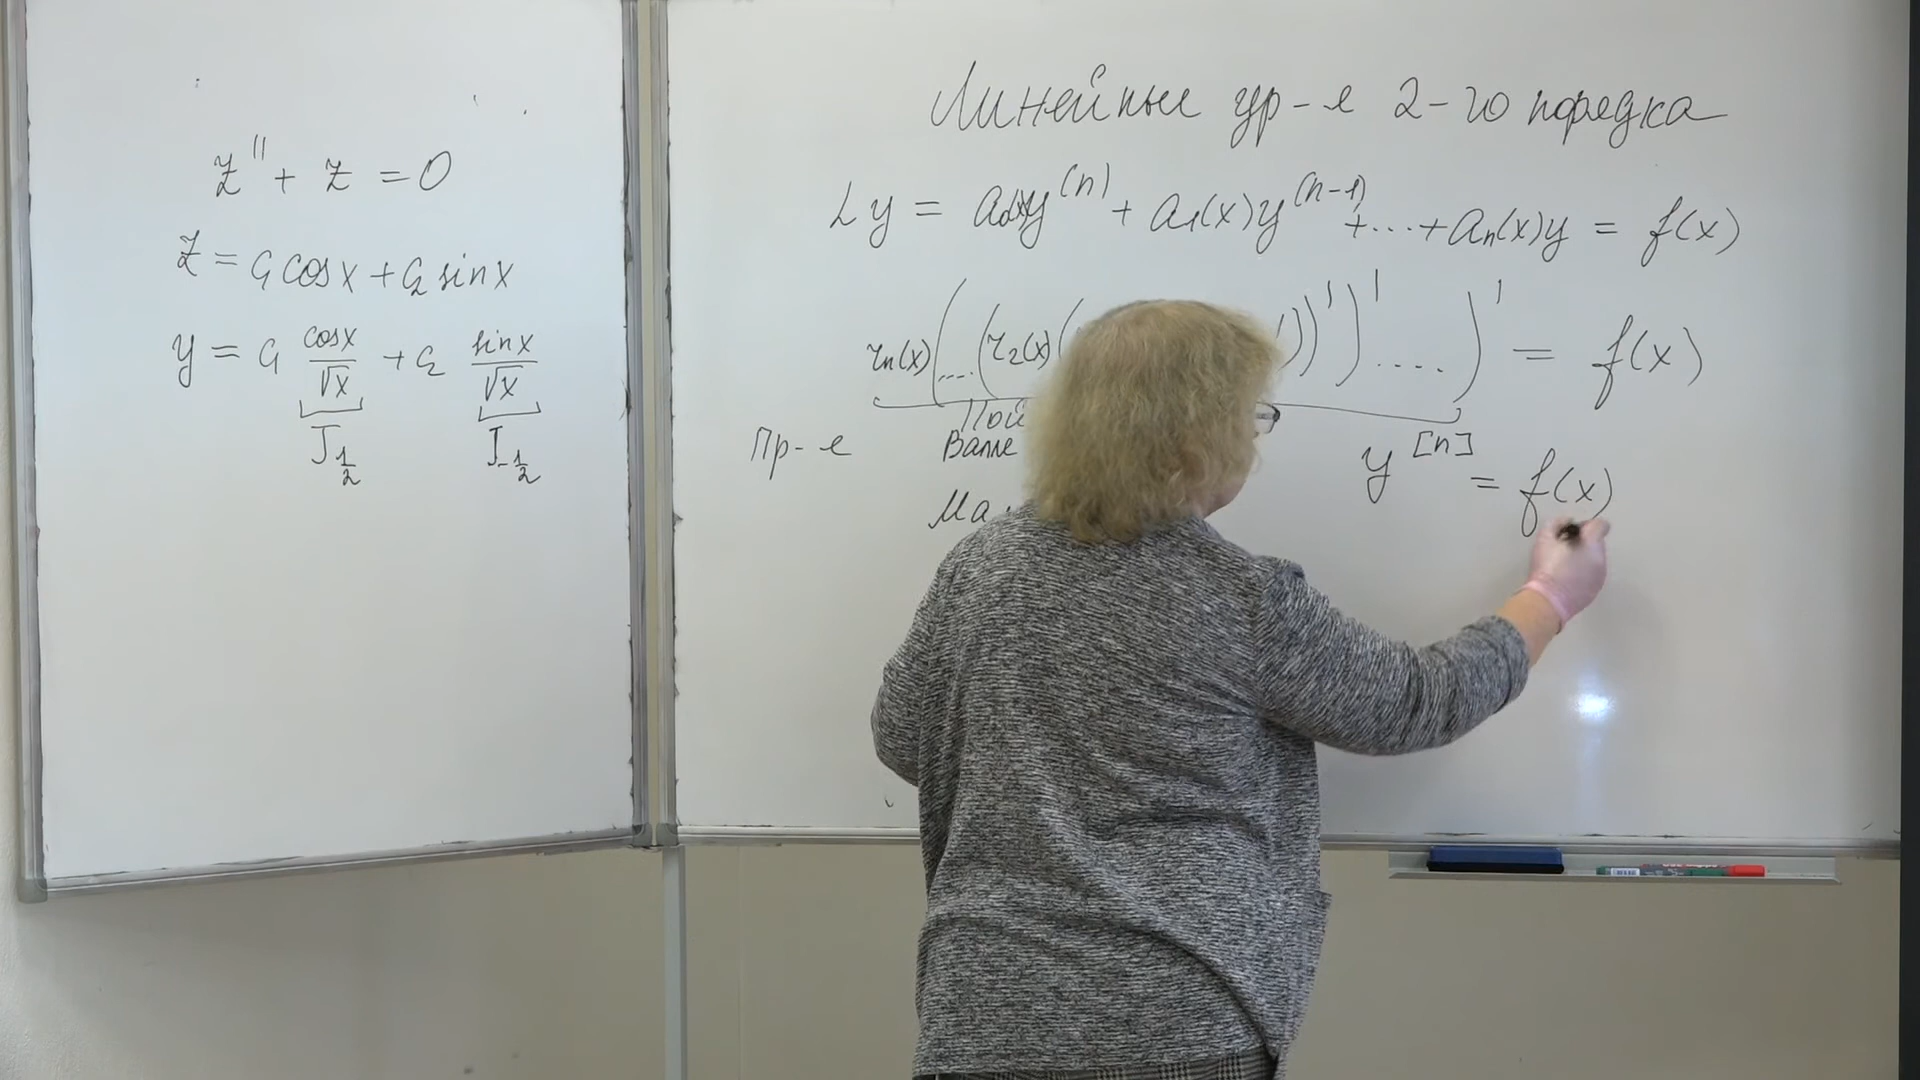 z'' + z = 0
z = C₁ cos x + C₂ sin x
y = C₁ cos x / √x + C₂ sin x / √x
J_{1/2} J_{-1/2}
Линейные ур-е 2-го порядка
Ly = a₀(x)y^{(n)} + a₁(x)y^{(n-1)} + ... + aₙ(x)y = f(x)
rₙ(x)(....(r₂(x)( ))')'....)' = f(x)
Пр-е
Валле
y^{[n]} = f(x)
Ма